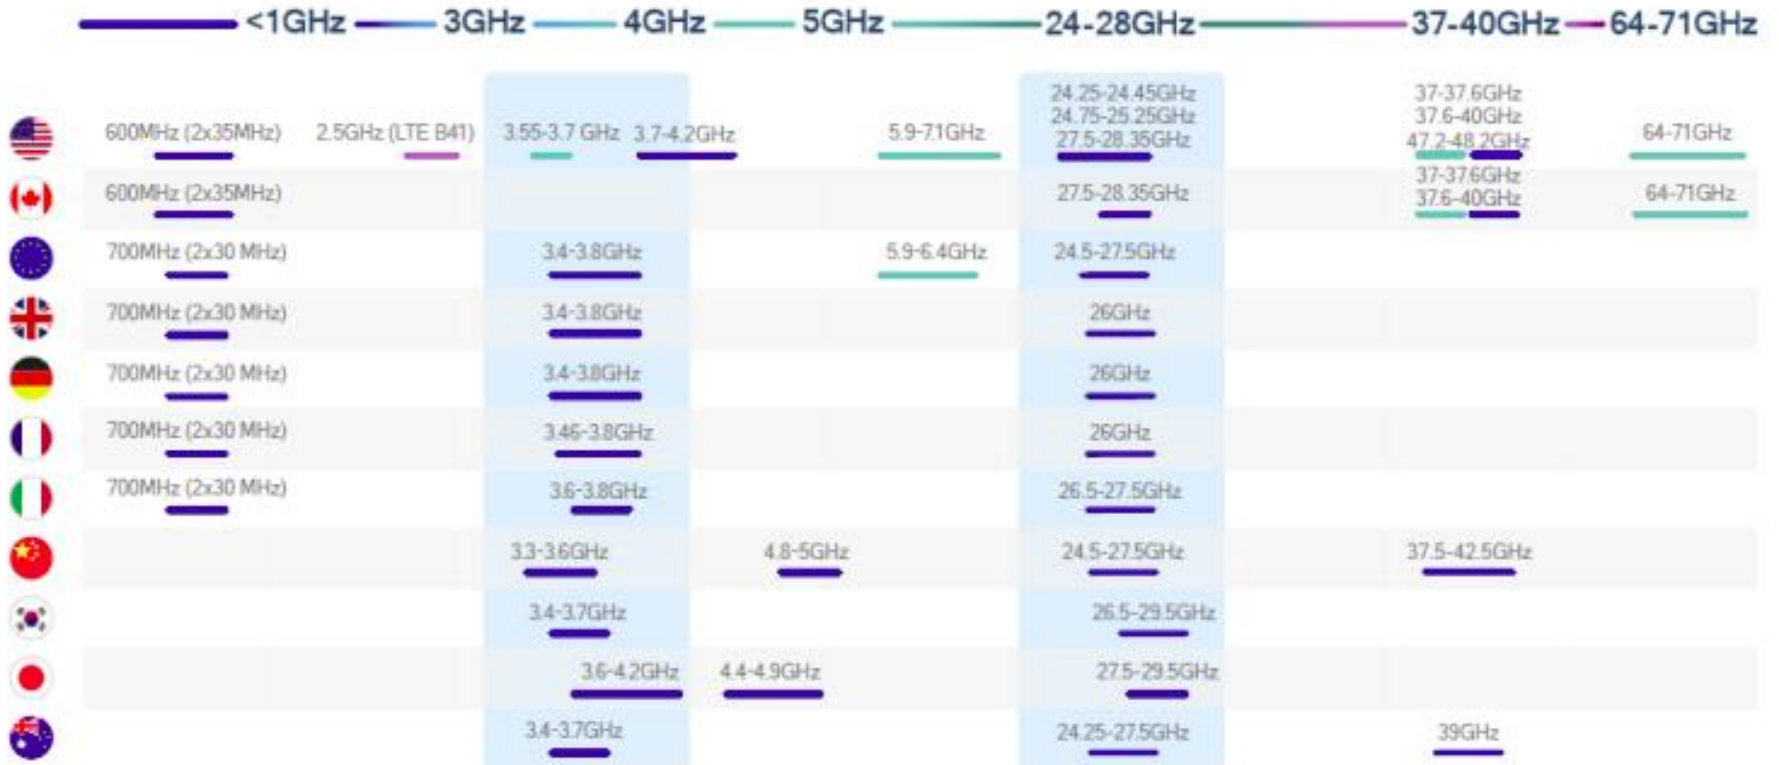 <1GHz 3GHz 4GHz 5GHz 24-28GHz 37-40GHz 64-71GHz
24.25-24.45GHz 37-37.6GHz
24.75-25.25GHz 37.6-40GHz
600MHz (2x35MHz) 2.5GHz (LTE B41) 3.55-3.7 GHz 3.7-4.2GHz 5.9-7.1GHz 27.5-28.35GHz 47.2-48.2GHz 64-71GHz
37-37.6GHz
600MHz (2x35MHz) 27.5-28.35GHz 37.6-40GHz 64-71GHz
700MHz (2x30 MHz) 3.4-3.8GHz 5.9-6.4GHz 24.5-27.5GHz
700MHz (2x30 MHz) 3.4-3.8GHz 26GHz
700MHz (2x30 MHz) 3.4-3.8GHz 26GHz
700MHz (2x30 MHz) 3.46-3.8GHz 26GHz
700MHz (2x30 MHz) 3.6-3.8GHz 26.5-27.5GHz
3.3-3.6GHz 4.8-5GHz 24.5-27.5GHz 37.5-42.5GHz
3.4-3.7GHz 26.5-29.5GHz
3.6-4.2GHz 4.4-4.9GHz 27.5-29.5GHz
3.4-3.7GHz 24.25-27.5GHz 39GHz